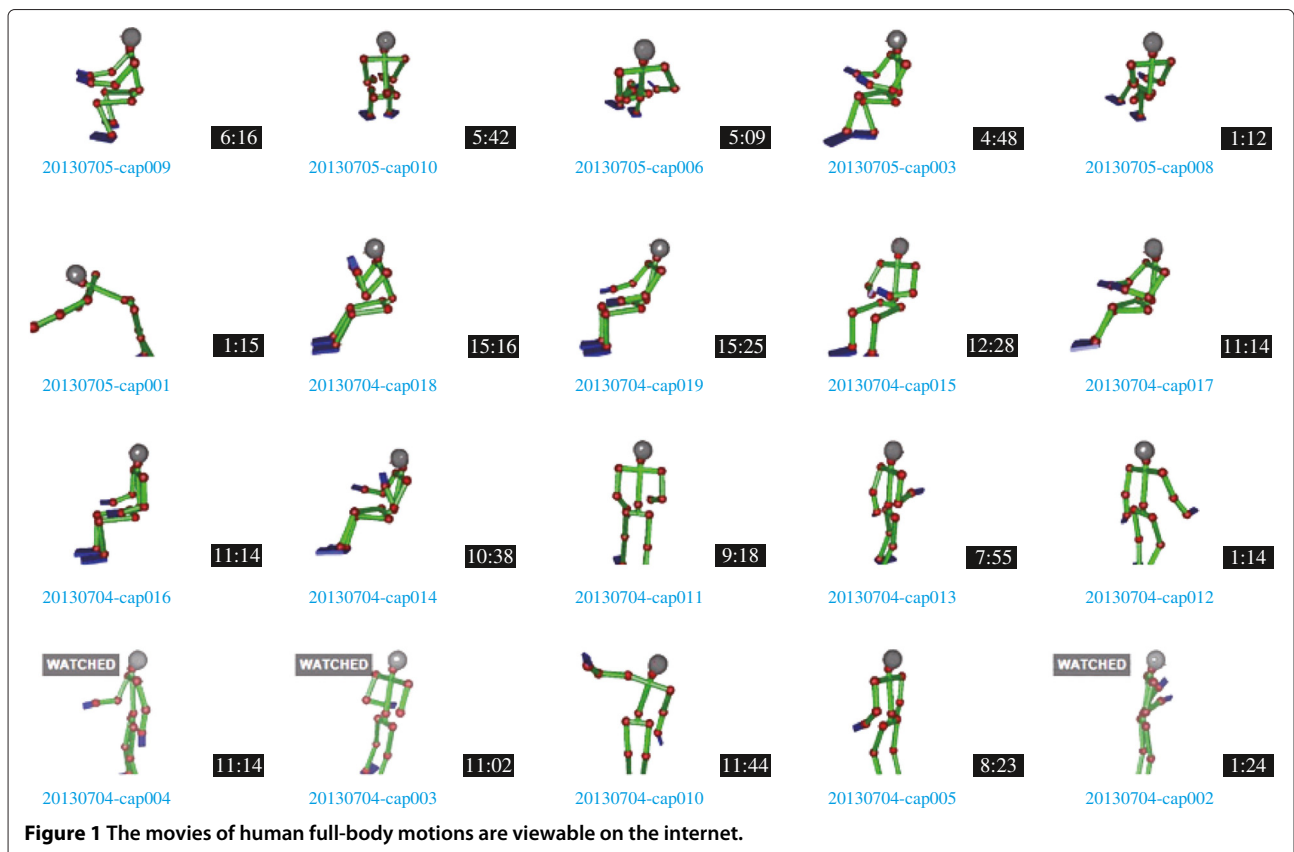 6:16 5:42 5:09 4:48 1:12
20130705-cap009 20130705-cap010 20130705-cap006 20130705-cap003 20130705-cap008
1:15 15:16 15:25 12:28 11:14
20130705-cap001 20130704-cap018 20130704-cap019 20130704-cap015 20130704-cap017
11:14 10:38 9:18 7:55 1:14
20130704-cap016 20130704-cap014 20130704-cap011 20130704-cap013 20130704-cap012
WATCHED WATCHED WATCHED
11:14 11:02 11:44 8:23 1:24
20130704-cap004 20130704-cap003 20130704-cap010 20130704-cap005 20130704-cap002
Figure 1 The movies of human full-body motions are viewable on the internet.